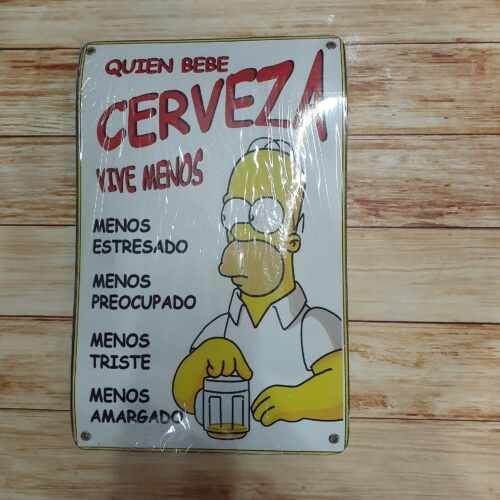 QUIEN BEBE
CERVEZA
VIVE MENOS
MENOS
ESTRESADO
MENOS
PREOCUPADO
MENOS
TRISTE
MENOS
AMARGADO